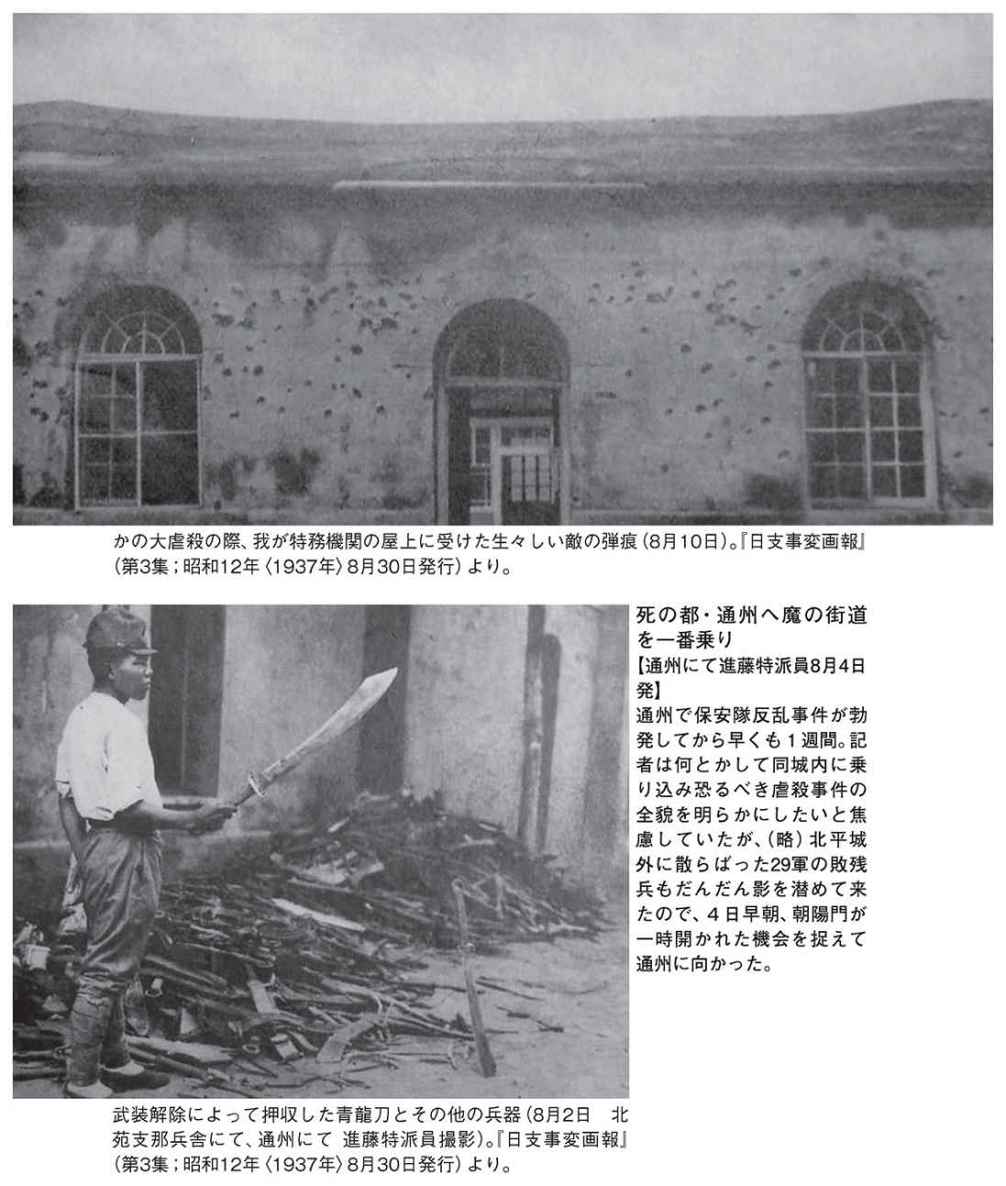 かの大虐殺の際、我が特務機関の屋上に受けた生々しい敵の弾痕（8月10日）。『日支事変画報』
（第3集；昭和12年〈1937年〉8月30日発行）より。
死の都・通州へ魔の街道
を一番乗り
【通州にて進藤特派員8月4日
発】
通州で保安隊反乱事件が勃
発してから早くも１週間。記
者は何とかして同城内に乗
り込み恐るべき虐殺事件の
全貌を明らかにしたいと焦
慮していたが、（略）北平城
外に散らばった29軍の敗残
兵もだんだん影を潜めて来
たので、４日早朝、朝陽門が
一時開かれた機会を捉えて
通州に向かった。
武装解除によって押収した青龍刀とその他の兵器（8月2日　北
苑支那兵舎にて、通州にて 進藤特派員撮影）。『日支事変画報』
（第3集；昭和12年〈1937年〉8月30日発行）より。